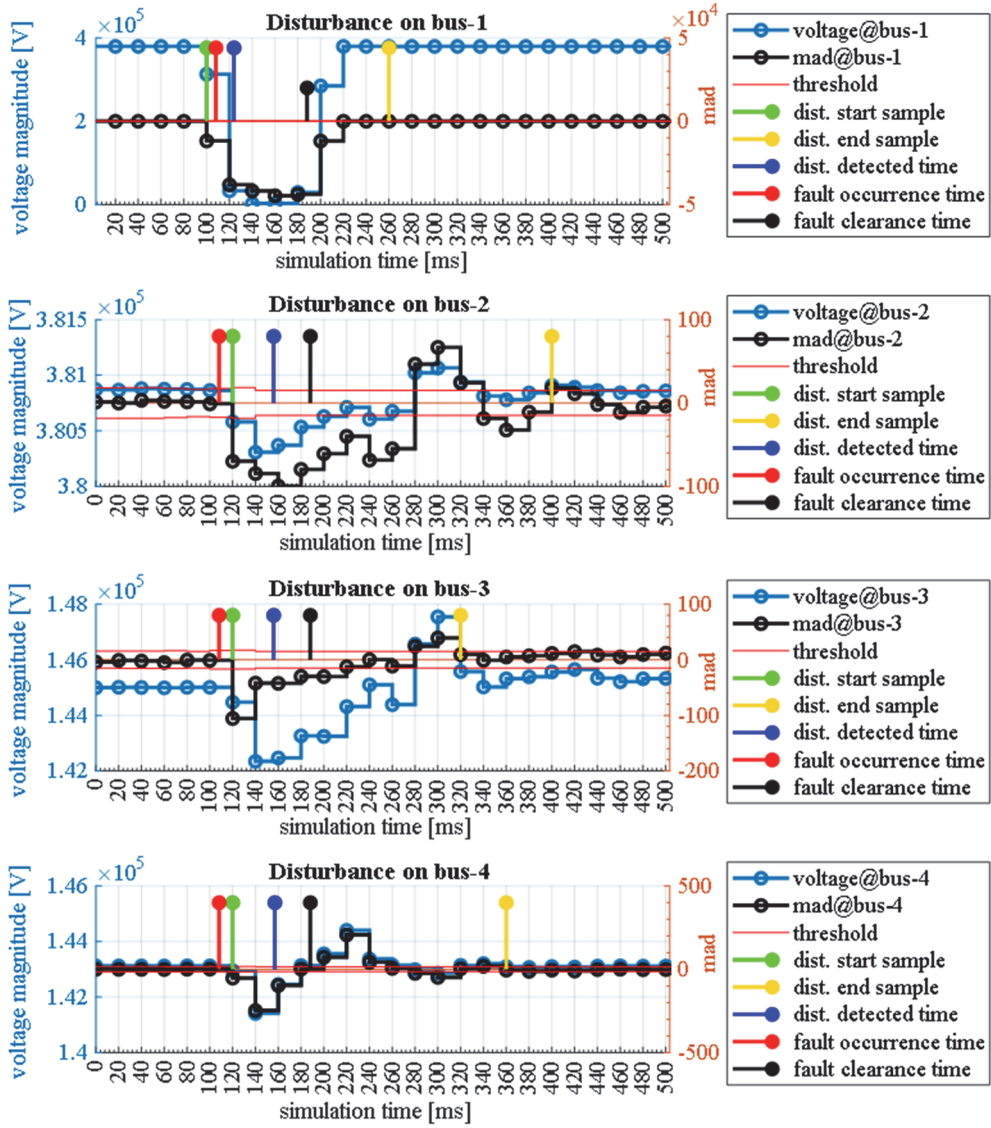 Disturbance on bus-1
×10⁵
×10⁴
voltage magnitude [V]
4
2
0
5
0
-5
mad
20 40 60 80 100 120 140 160 180 200 220 240 260 280 300 320 340 360 380 400 420 440 460 480 500
simulation time [ms]
voltage@bus-1
mad@bus-1
threshold
dist. start sample
dist. end sample
dist. detected time
fault occurrence time
fault clearance time
Disturbance on bus-2
×10⁵
voltage magnitude [V]
3.815
3.81
3.805
3.8
100
0
-100
mad
0 20 40 60 80 100 120 140 160 180 200 220 240 260 280 300 320 340 360 380 400 420 440 460 480 500
simulation time [ms]
voltage@bus-2
mad@bus-2
threshold
dist. start sample
dist. end sample
dist. detected time
fault occurrence time
fault clearance time
Disturbance on bus-3
×10⁵
voltage magnitude [V]
1.48
1.46
1.44
1.42
100
0
-100
-200
mad
0 20 40 60 80 100 120 140 160 180 200 220 240 260 280 300 320 340 360 380 400 420 440 460 480 500
simulation time [ms]
voltage@bus-3
mad@bus-3
threshold
dist. start sample
dist. end sample
dist. detected time
fault occurrence time
fault clearance time
Disturbance on bus-4
×10⁵
voltage magnitude [V]
1.46
1.44
1.42
1.4
500
0
-500
mad
0 20 40 60 80 100 120 140 160 180 200 220 240 260 280 300 320 340 360 380 400 420 440 460 480 500
simulation time [ms]
voltage@bus-4
mad@bus-4
threshold
dist. start sample
dist. end sample
dist. detected time
fault occurrence time
fault clearance time